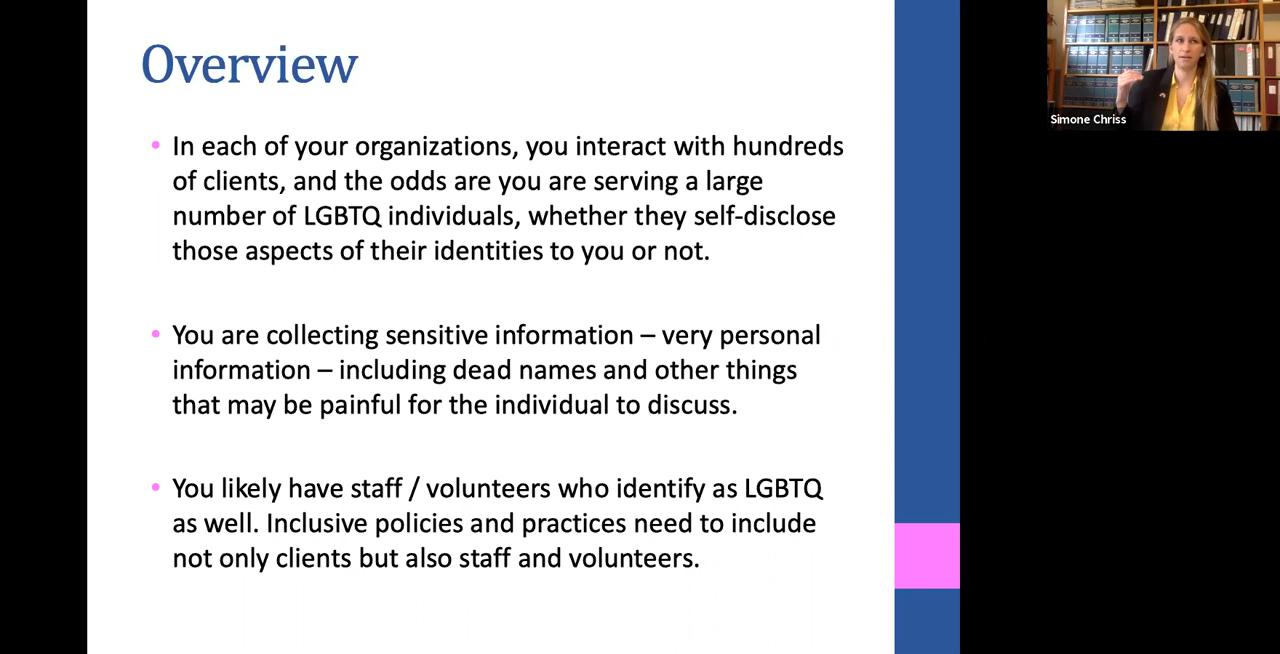 Overview
• In each of your organizations, you interact with hundreds
of clients, and the odds are you are serving a large
number of LGBTQ individuals, whether they self-disclose
those aspects of their identities to you or not.
• You are collecting sensitive information – very personal
information – including dead names and other things
that may be painful for the individual to discuss.
• You likely have staff / volunteers who identify as LGBTQ
as well. Inclusive policies and practices need to include
not only clients but also staff and volunteers.
Simone Chriss